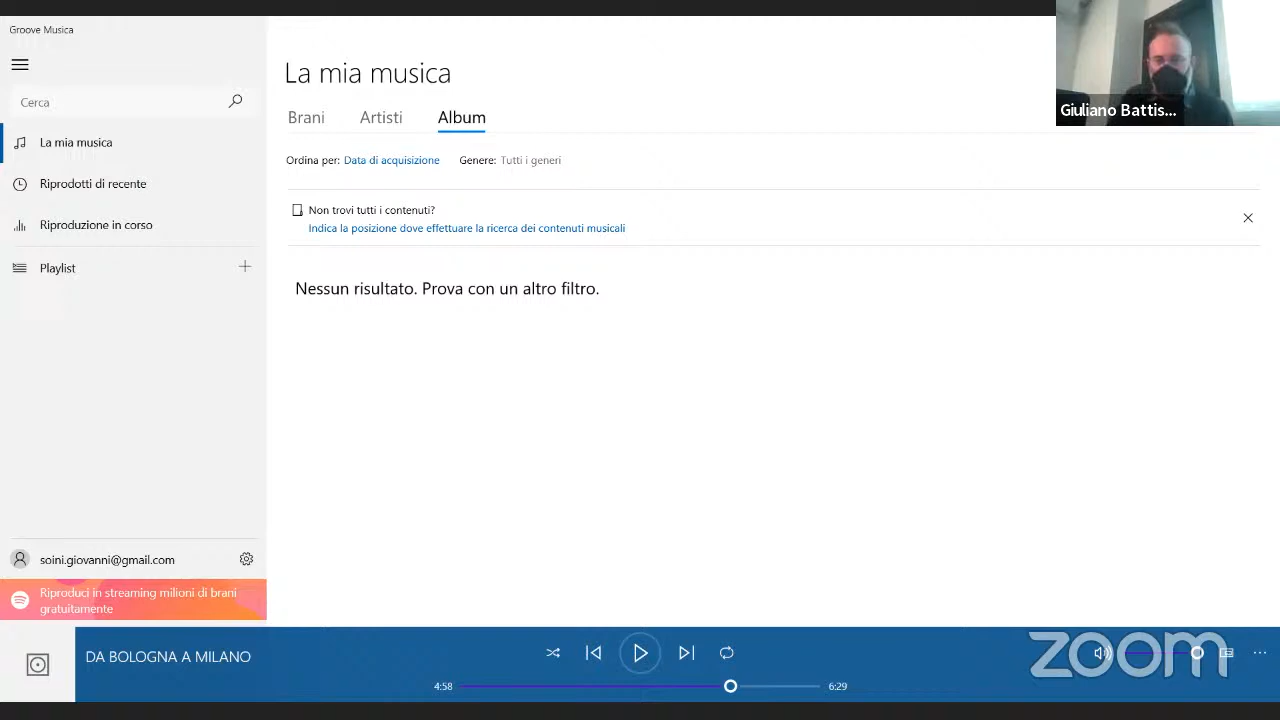 Groove Musica
Cerca
La mia musica
Riprodotti di recente
Riproduzione in corso
Playlist
soini.giovanni@gmail.com
Riproduci in streaming milioni di brani
gratuitamente
La mia musica
Brani Artisti Album
Ordina per: Data di acquisizione Genere: Tutti i generi
Non trovi tutti i contenuti?
Indica la posizione dove effettuare la ricerca dei contenuti musicali
Nessun risultato. Prova con un altro filtro.
Giuliano Battis...
DA BOLOGNA A MILANO
4:58
6:29
zoom